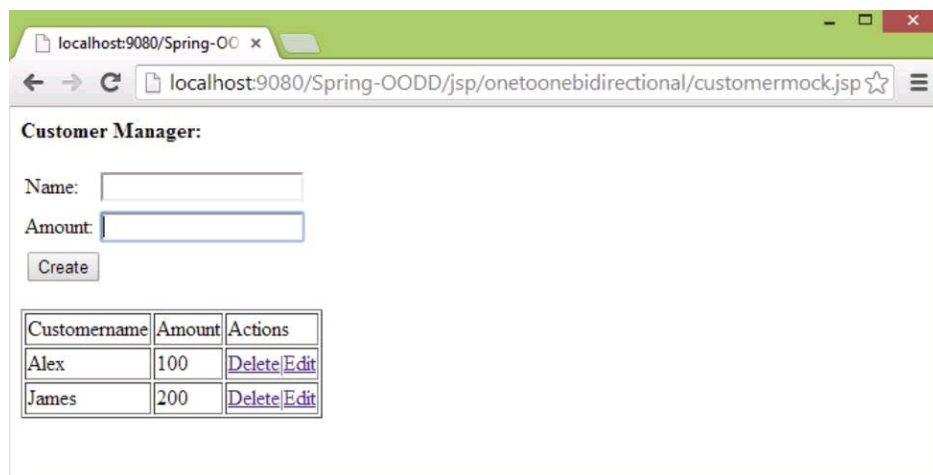 localhost:9080/Spring-OO
localhost:9080/Spring-OODD/jsp/onetoonebidirectional/customermock.jsp
Customer Manager:
Name:
Amount:
Create
Customername Amount Actions
Alex 100 Delete|Edit
James 200 Delete|Edit